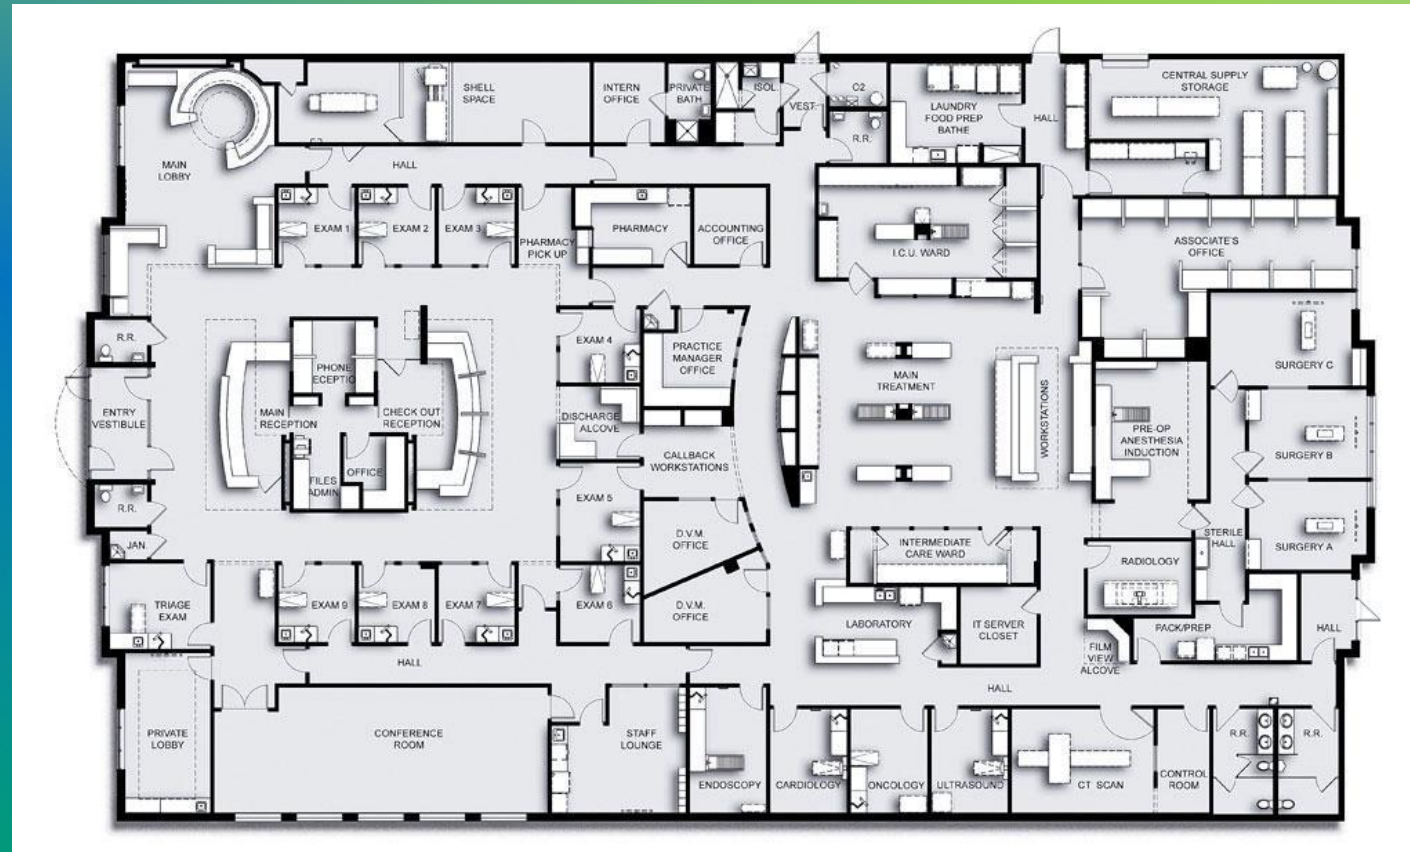 CENTRAL SUPPLY
STORAGE
SHELL
SPACE
INTERN
OFFICE
PRIVATE
BATH
ISOL.
VEST.
O2
LAUNDRY
FOOD PREP
BATHE
HALL
R.R.
MAIN
LOBBY
HALL
EXAM 1
EXAM 2
EXAM 3
PHARMACY
PICK UP
PHARMACY
ACCOUNTING
OFFICE
I.C.U. WARD
ASSOCIATE'S
OFFICE
R.R.
PHONE
ECEPTIO
EXAM 4
PRACTICE
MANAGER
OFFICE
MAIN
TREATMENT
SURGERY C
ENTRY
VESTIBULE
MAIN
RECEPTION
CHECK OUT
RECEPTION
DISCHARGE
ALCOVE
WORKSTATIONS
PRE-OP
ANESTHESIA
INDUCTION
SURGERY B
CALLBACK
WORKSTATIONS
OFFICE
FILES
ADMIN
R.R.
EXAM 5
D.V.M.
OFFICE
INTERMEDIATE
CARE WARD
STERILE
HALL
SURGERY A
JAN.
RADIOLOGY
TRIAGE
EXAM
EXAM 9
EXAM 8
EXAM 7
EXAM 6
D.V.M.
OFFICE
LABORATORY
IT SERVER
CLOSET
PACK/PREP
HALL
FILM
VIEW
ALCOVE
HALL
HALL
PRIVATE
LOBBY
CONFERENCE
ROOM
STAFF
LOUNGE
ENDOSCOPY
CARDIOLOGY
ONCOLOGY
ULTRASOUND
CT SCAN
CONTROL
ROOM
R.R.
R.R.